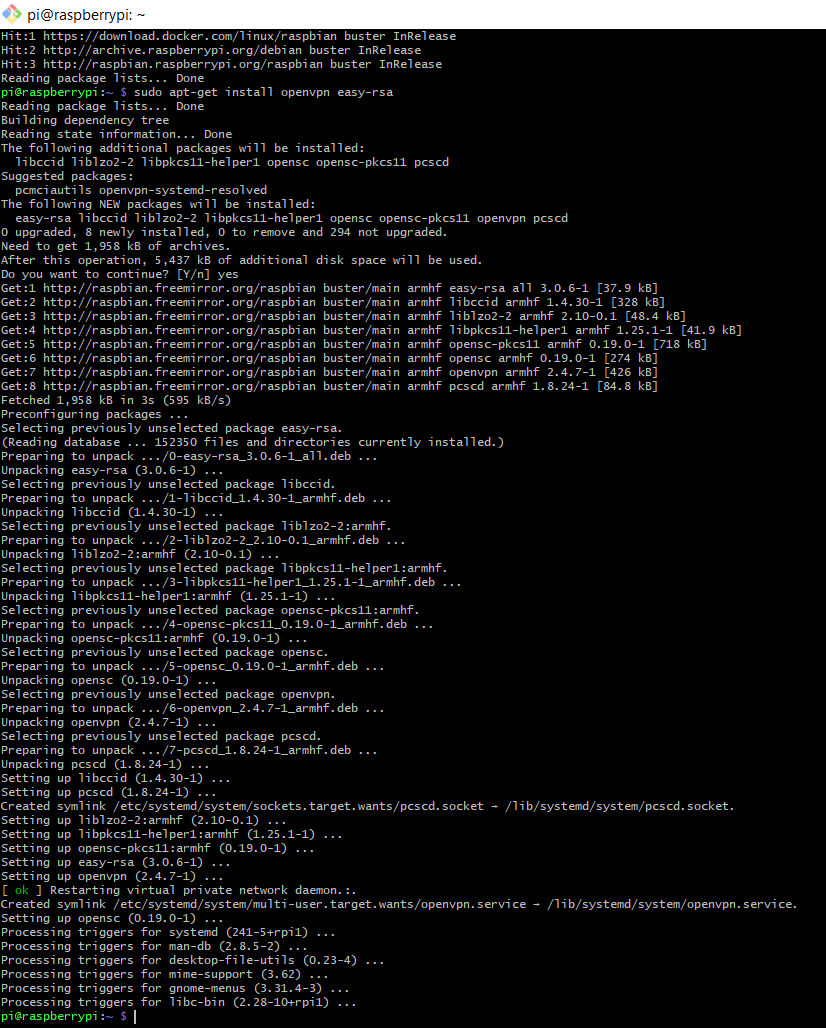 pi@raspberrypi: ~
Hit:1 https://download.docker.com/linux/raspbian buster InRelease
Hit:2 http://archive.raspberrypi.org/debian buster InRelease
Hit:3 http://raspbian.raspberrypi.org/raspbian buster InRelease
Reading package lists... Done
pi@raspberrypi:~ $ sudo apt-get install openvpn easy-rsa
Reading package lists... Done
Building dependency tree
Reading state information... Done
The following additional packages will be installed:
  libccid liblzo2-2 libpkcs11-helper1 opensc opensc-pkcs11 pcscd
Suggested packages:
  pcmciautils openvpn-systemd-resolved
The following NEW packages will be installed:
  easy-rsa libccid liblzo2-2 libpkcs11-helper1 opensc opensc-pkcs11 openvpn pcscd
0 upgraded, 8 newly installed, 0 to remove and 294 not upgraded.
Need to get 1,958 kB of archives.
After this operation, 5,437 kB of additional disk space will be used.
Do you want to continue? [Y/n] yes
Get:1 http://raspbian.freemirror.org/raspbian buster/main armhf easy-rsa all 3.0.6-1 [37.9 kB]
Get:2 http://raspbian.freemirror.org/raspbian buster/main armhf libccid armhf 1.4.30-1 [328 kB]
Get:3 http://raspbian.freemirror.org/raspbian buster/main armhf liblzo2-2 armhf 2.10-0.1 [48.4 kB]
Get:4 http://raspbian.freemirror.org/raspbian buster/main armhf libpkcs11-helper1 armhf 1.25.1-1 [41.9 kB]
Get:5 http://raspbian.freemirror.org/raspbian buster/main armhf opensc-pkcs11 armhf 0.19.0-1 [718 kB]
Get:6 http://raspbian.freemirror.org/raspbian buster/main armhf opensc armhf 0.19.0-1 [274 kB]
Get:7 http://raspbian.freemirror.org/raspbian buster/main armhf openvpn armhf 2.4.7-1 [426 kB]
Get:8 http://raspbian.freemirror.org/raspbian buster/main armhf pcscd armhf 1.8.24-1 [84.8 kB]
Fetched 1,958 kB in 3s (595 kB/s)
Preconfiguring packages ...
Selecting previously unselected package easy-rsa.
(Reading database ... 152350 files and directories currently installed.)
Preparing to unpack .../0-easy-rsa_3.0.6-1_all.deb ...
Unpacking easy-rsa (3.0.6-1) ...
Selecting previously unselected package libccid.
Preparing to unpack .../1-libccid_1.4.30-1_armhf.deb ...
Unpacking libccid (1.4.30-1) ...
Selecting previously unselected package liblzo2-2:armhf.
Preparing to unpack .../2-liblzo2-2_2.10-0.1_armhf.deb ...
Unpacking liblzo2-2:armhf (2.10-0.1) ...
Selecting previously unselected package libpkcs11-helper1:armhf.
Preparing to unpack .../3-libpkcs11-helper1_1.25.1-1_armhf.deb ...
Unpacking libpkcs11-helper1:armhf (1.25.1-1) ...
Selecting previously unselected package opensc-pkcs11:armhf.
Preparing to unpack .../4-opensc-pkcs11_0.19.0-1_armhf.deb ...
Unpacking opensc-pkcs11:armhf (0.19.0-1) ...
Selecting previously unselected package opensc.
Preparing to unpack .../5-opensc_0.19.0-1_armhf.deb ...
Unpacking opensc (0.19.0-1) ...
Selecting previously unselected package openvpn.
Preparing to unpack .../6-openvpn_2.4.7-1_armhf.deb ...
Unpacking openvpn (2.4.7-1) ...
Selecting previously unselected package pcscd.
Preparing to unpack .../7-pcscd_1.8.24-1_armhf.deb ...
Unpacking pcscd (1.8.24-1) ...
Setting up libccid (1.4.30-1) ...
Setting up pcscd (1.8.24-1) ...
Created symlink /etc/systemd/system/sockets.target.wants/pcscd.socket → /lib/systemd/system/pcscd.socket.
Setting up liblzo2-2:armhf (2.10-0.1) ...
Setting up libpkcs11-helper1:armhf (1.25.1-1) ...
Setting up opensc-pkcs11:armhf (0.19.0-1) ...
Setting up easy-rsa (3.0.6-1) ...
Setting up openvpn (2.4.7-1) ...
[ ok ] Restarting virtual private network daemon.:.
Created symlink /etc/systemd/system/multi-user.target.wants/openvpn.service → /lib/systemd/system/openvpn.service.
Setting up opensc (0.19.0-1) ...
Processing triggers for systemd (241-5+rpi1) ...
Processing triggers for man-db (2.8.5-2) ...
Processing triggers for desktop-file-utils (0.23-4) ...
Processing triggers for mime-support (3.62) ...
Processing triggers for gnome-menus (3.31.4-3) ...
Processing triggers for libc-bin (2.28-10+rpi1) ...
pi@raspberrypi:~ $